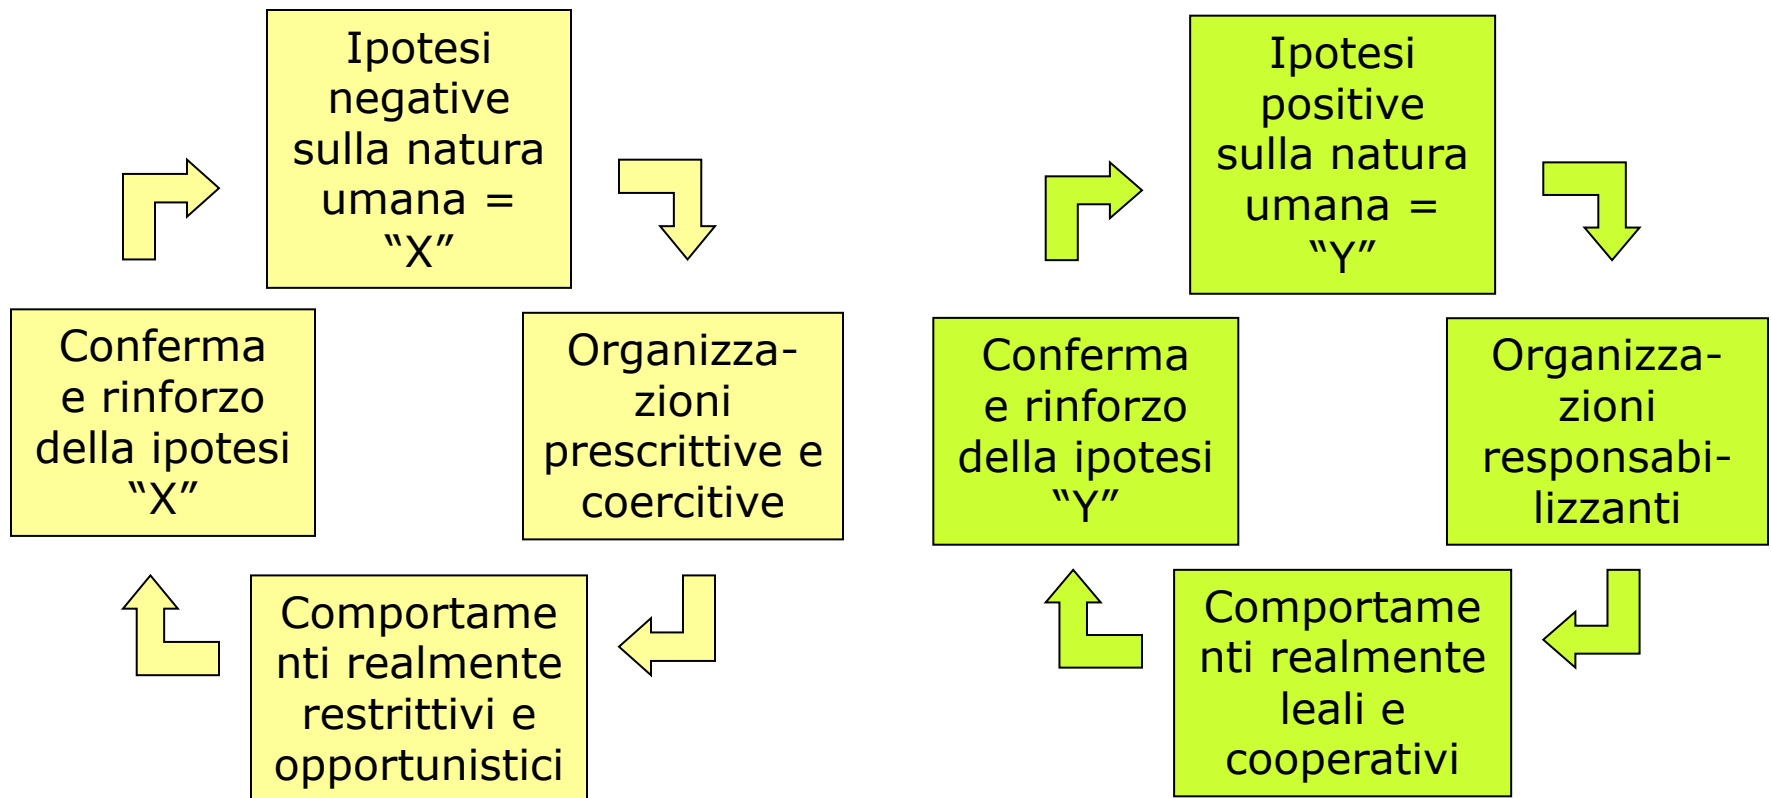 Ipotesi
negative
sulla natura
umana =
“X”
Organizza-
zioni
prescrittive e
coercitive
Comportame
nti realmente
restrittivi e
opportunistici
Conferma
e rinforzo
della ipotesi
“X”
Ipotesi
positive
sulla natura
umana =
“Y”
Organizza-
zioni
responsabi-
lizzanti
Comportame
nti realmente
leali e
cooperativi
Conferma
e rinforzo
della ipotesi
“Y”